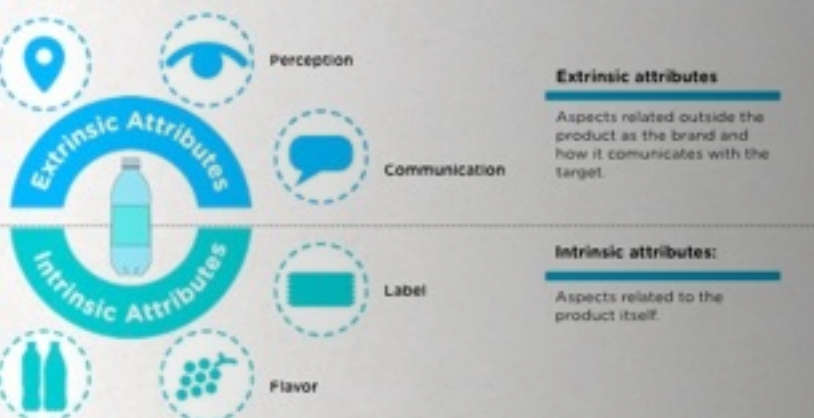 Perception
Extrinsic Attributes
Communication
Extrinsic attributes
Aspects related outside the
product as the brand and
how it comunicates with the
target.
Intrinsic Attributes
Label
Flavor
Intrinsic attributes:
Aspects related to the
product itself.